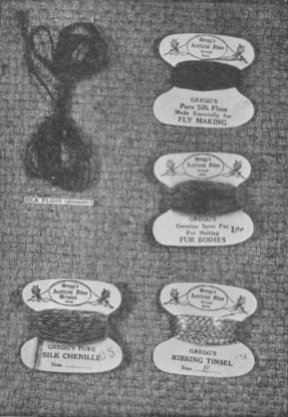 Gregg's
Artificial Flies
GREGG'S
Pure Silk Floss
Made Especially for
FLY MAKING
SILK FLOSS
Gregg's
Artificial Flies
GREGG'S
Genuine Spun Fur
For Making
FUR BODIES
10¢
Gregg's
Artificial Flies
GREGG'S PURE
SILK CHENILLE
Size
Gregg's
Artificial Flies
GREGG'S
RIBBING TINSEL
Size